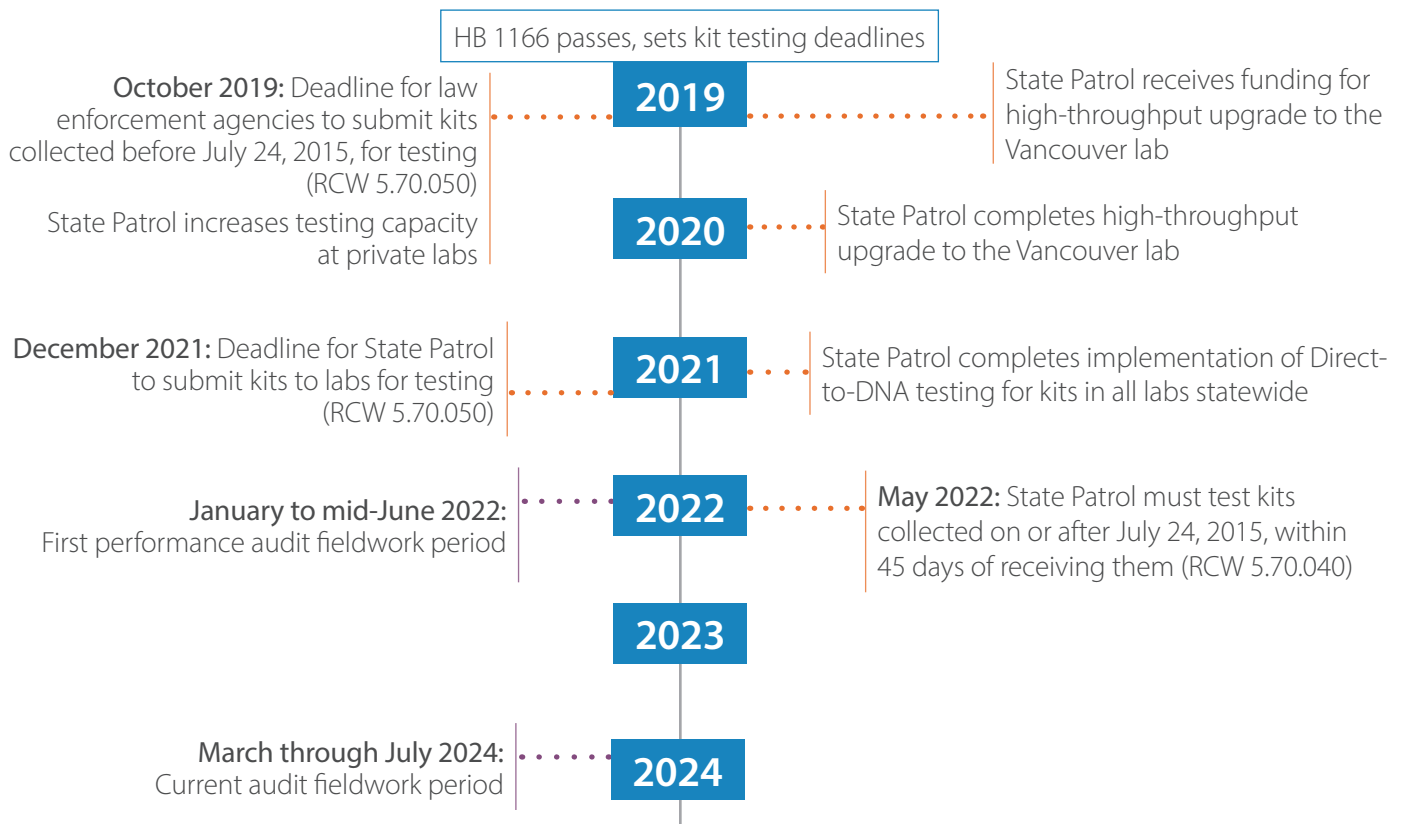 HB 1166 passes, sets kit testing deadlines
2019
October 2019: Deadline for law
enforcement agencies to submit kits
collected before July 24, 2015, for testing
(RCW 5.70.050)
State Patrol increases testing capacity
at private labs
State Patrol receives funding for
high-throughput upgrade to the
Vancouver lab
2020
State Patrol completes high-throughput
upgrade to the Vancouver lab
December 2021: Deadline for State Patrol
to submit kits to labs for testing
(RCW 5.70.050)
2021
State Patrol completes implementation of Direct-
to-DNA testing for kits in all labs statewide
January to mid-June 2022:
First performance audit fieldwork period
2022
May 2022: State Patrol must test kits
collected on or after July 24, 2015, within
45 days of receiving them (RCW 5.70.040)
2023
March through July 2024:
Current audit fieldwork period
2024